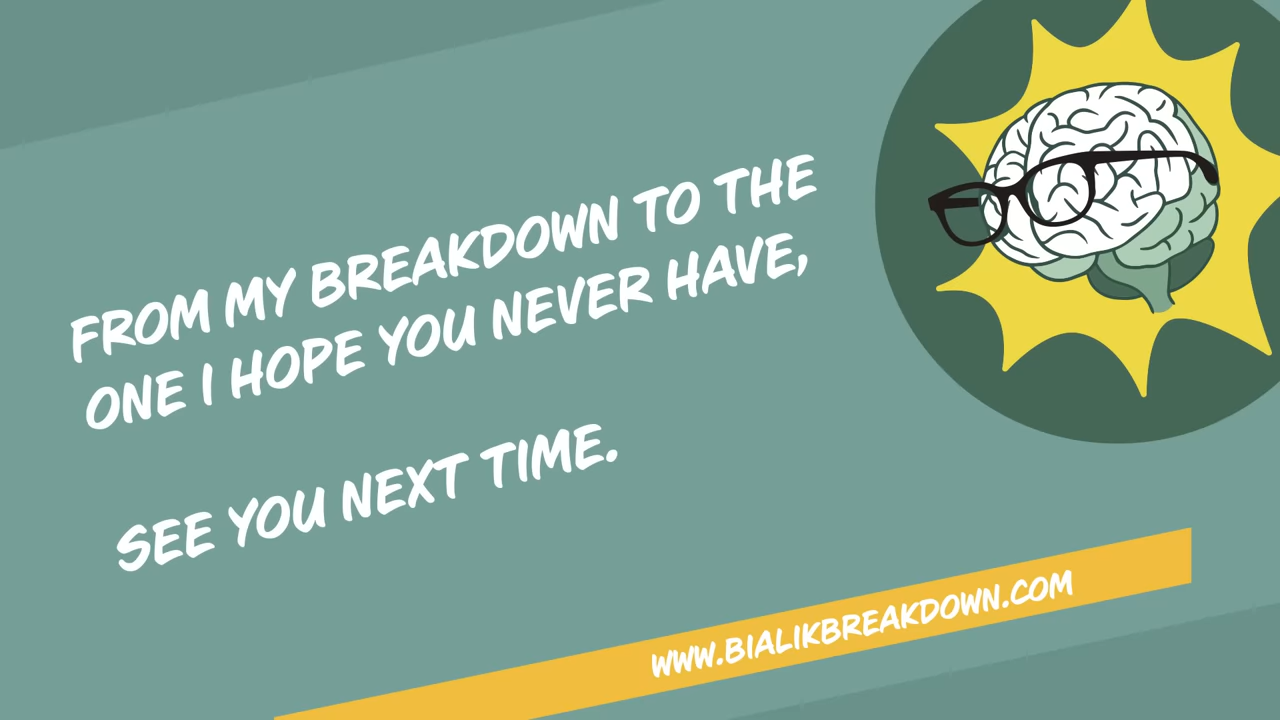 FROM MY BREAKDOWN TO THE
ONE I HOPE YOU NEVER HAVE,
SEE YOU NEXT TIME.
WWW.BIALIKBREAKDOWN.COM